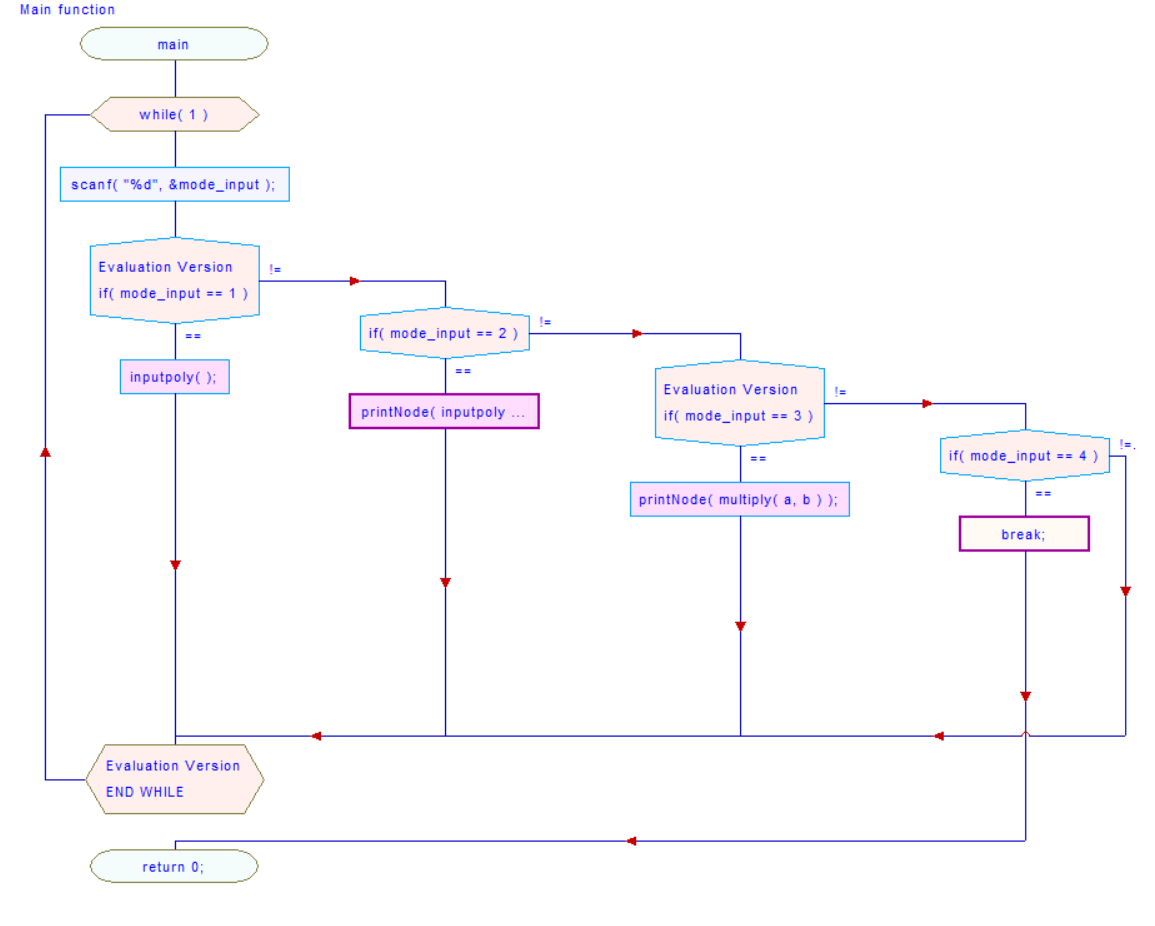 Main function
main
while( 1 )
scanf( "%d", &mode_input );
Evaluation Version
if( mode_input == 1 )
!=
==
inputpoly( );
if( mode_input == 2 )
!=
==
printNode( inputpoly ...
Evaluation Version
if( mode_input == 3 )
!=
==
printNode( multiply( a, b ) );
if( mode_input == 4 )
!=.
==
break;
Evaluation Version
END WHILE
return 0;